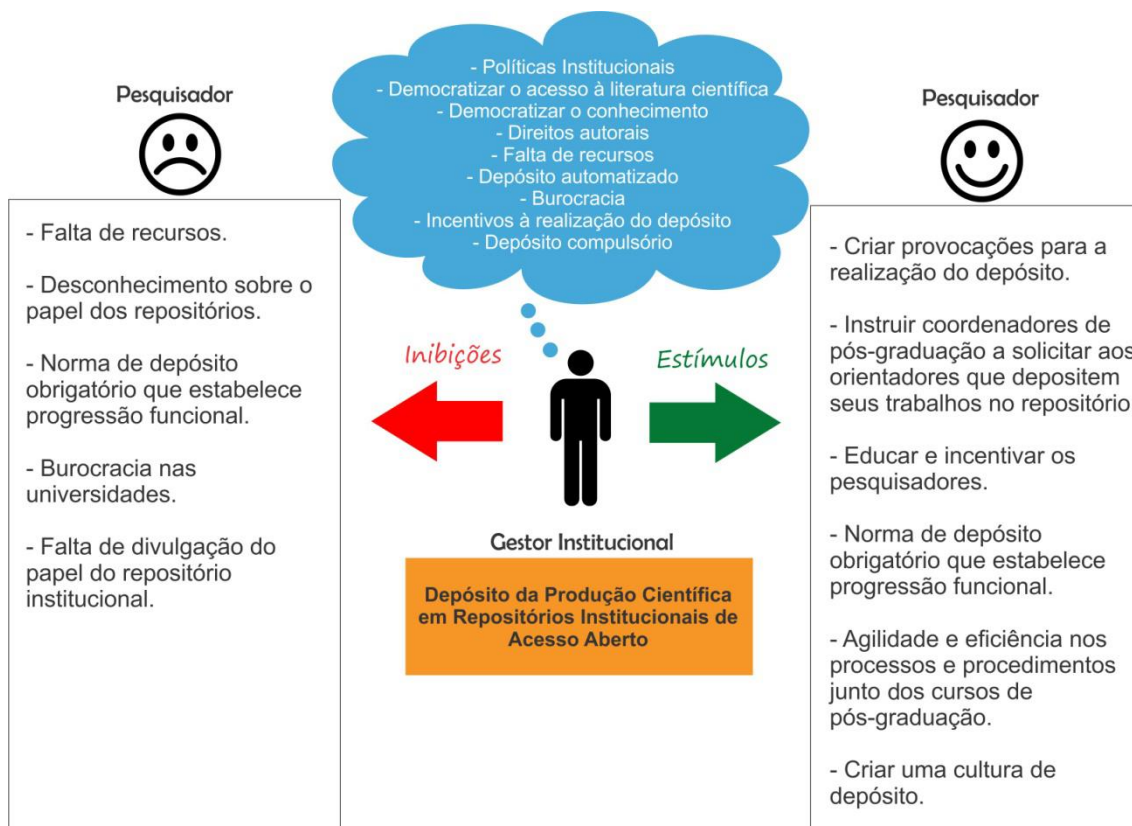 - Políticas Institucionais
- Democratizar o acesso à literatura científica
- Democratizar o conhecimento
- Direitos autorais
- Falta de recursos
- Depósito automatizado
- Burocracia
- Incentivos à realização do depósito
- Depósito compulsório
Pesquisador
- Falta de recursos.
- Desconhecimento sobre o
papel dos repositórios.
- Norma de depósito
obrigatório que estabelece
progressão funcional.
- Burocracia nas
universidades.
- Falta de divulgação do
papel do repositório
institucional.
Inibições
Estímulos
Gestor Institucional
Depósito da Produção Científica
em Repositórios Institucionais de
Acesso Aberto
Pesquisador
- Criar provocações para a
realização do depósito.
- Instruir coordenadores de
pós-graduação a solicitar aos
orientadores que depositem
seus trabalhos no repositório
- Educar e incentivar os
pesquisadores.
- Norma de depósito
obrigatório que estabelece
progressão funcional.
- Agilidade e eficiência nos
processos e procedimentos
junto dos cursos de
pós-graduação.
- Criar uma cultura de
depósito.